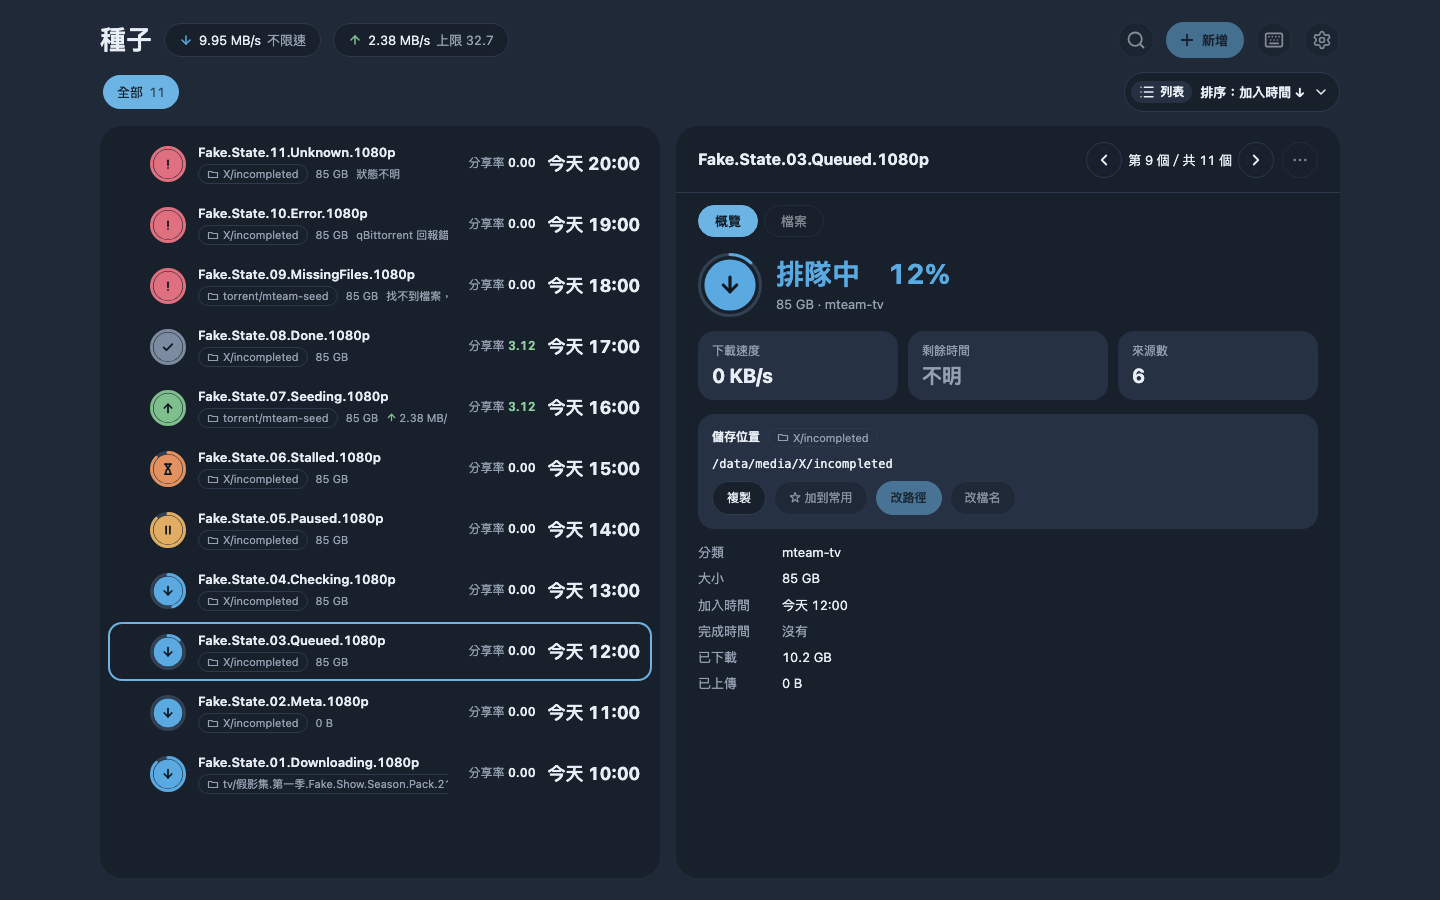 種子
9.95 MB/s 不限速
2.38 MB/s 上限 32.7
新增
全部 11
列表
排序：加入時間
Fake.State.11.Unknown.1080p
X/incompleted 85 GB 狀態不明
分享率 0.00 今天 20:00
Fake.State.10.Error.1080p
X/incompleted 85 GB qBittorrent 回報錯
分享率 0.00 今天 19:00
Fake.State.09.MissingFiles.1080p
torrent/mteam-seed 85 GB 找不到檔案，
分享率 0.00 今天 18:00
Fake.State.08.Done.1080p
X/incompleted 85 GB
分享率 3.12 今天 17:00
Fake.State.07.Seeding.1080p
torrent/mteam-seed 85 GB 2.38 MB/
分享率 3.12 今天 16:00
Fake.State.06.Stalled.1080p
X/incompleted 85 GB
分享率 0.00 今天 15:00
Fake.State.05.Paused.1080p
X/incompleted 85 GB
分享率 0.00 今天 14:00
Fake.State.04.Checking.1080p
X/incompleted 85 GB
分享率 0.00 今天 13:00
Fake.State.03.Queued.1080p
X/incompleted 85 GB
分享率 0.00 今天 12:00
Fake.State.02.Meta.1080p
X/incompleted 0 B
分享率 0.00 今天 11:00
Fake.State.01.Downloading.1080p
tv/假影集.第一季.Fake.Show.Season.Pack.2
分享率 0.00 今天 10:00
Fake.State.03.Queued.1080p
第 9 個 / 共 11 個
概覽
檔案
排隊中 12%
85 GB · mteam-tv
下載速度
0 KB/s
剩餘時間
不明
來源數
6
儲存位置 X/incompleted
/data/media/X/incompleted
複製
加到常用
改路徑
改檔名
分類 mteam-tv
大小 85 GB
加入時間 今天 12:00
完成時間 沒有
已下載 10.2 GB
已上傳 0 B